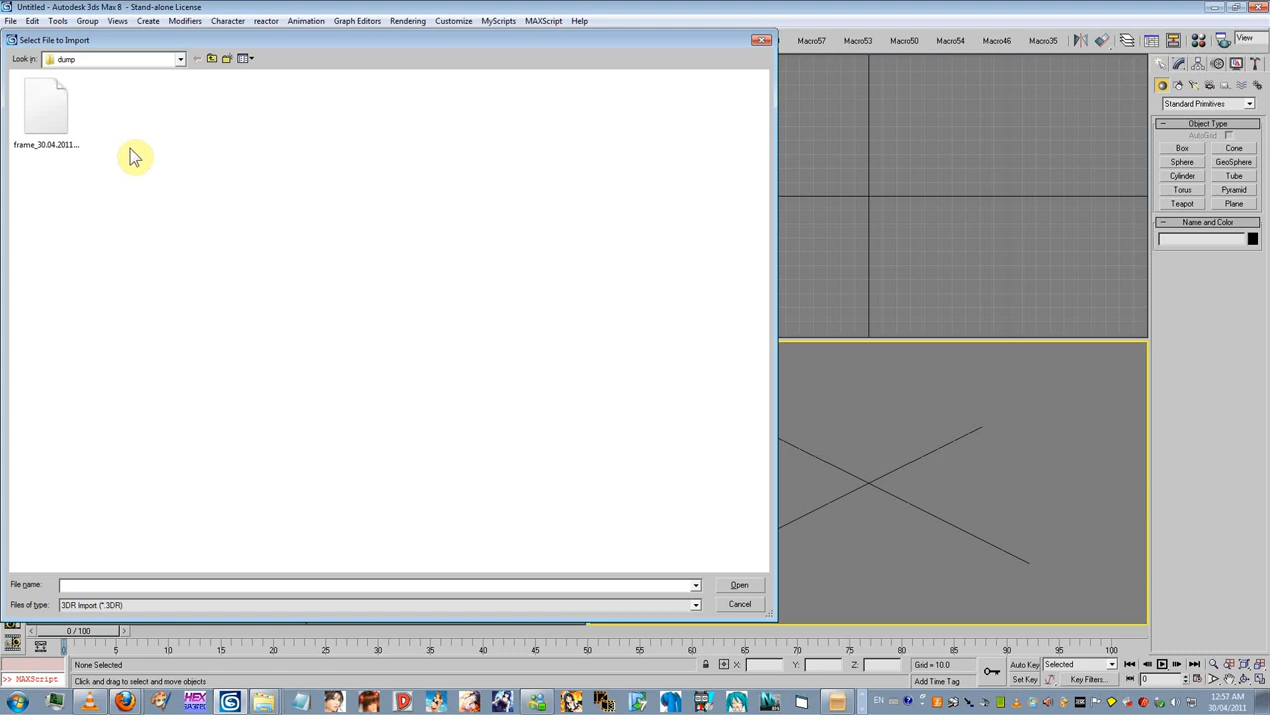 Untitled - Autodesk 3ds Max 8 - Stand-alone License
File Edit Tools Group Views Create Modifiers Character reactor Animation Graph Editors Rendering Customize MyScripts MAXScript Help
Select File to Import
Macro57 Macro53 Macro50 Macro54 Macro46 Macro35 View
Look in: dump
frame_30.04.2011...
Standard Primitives
Object Type
AutoGrid
Box Cone
Sphere GeoSphere
Cylinder Tube
Torus Pyramid
Teapot Plane
Name and Color
File name: Open
Files of type: 3DR Import (*.3DR) Cancel
0 / 100
0 5 10 15 20 25 30 35 40 45 50 55 60 65 70 75 80 85 90 95 100
None Selected X: Y: Z: Grid = 10.0 Auto Key Selected
>> MAXScript Click and drag to select and move objects Add Time Tag Set Key Key Filters... 0
HEX EN 12:57 AM
30/04/2011